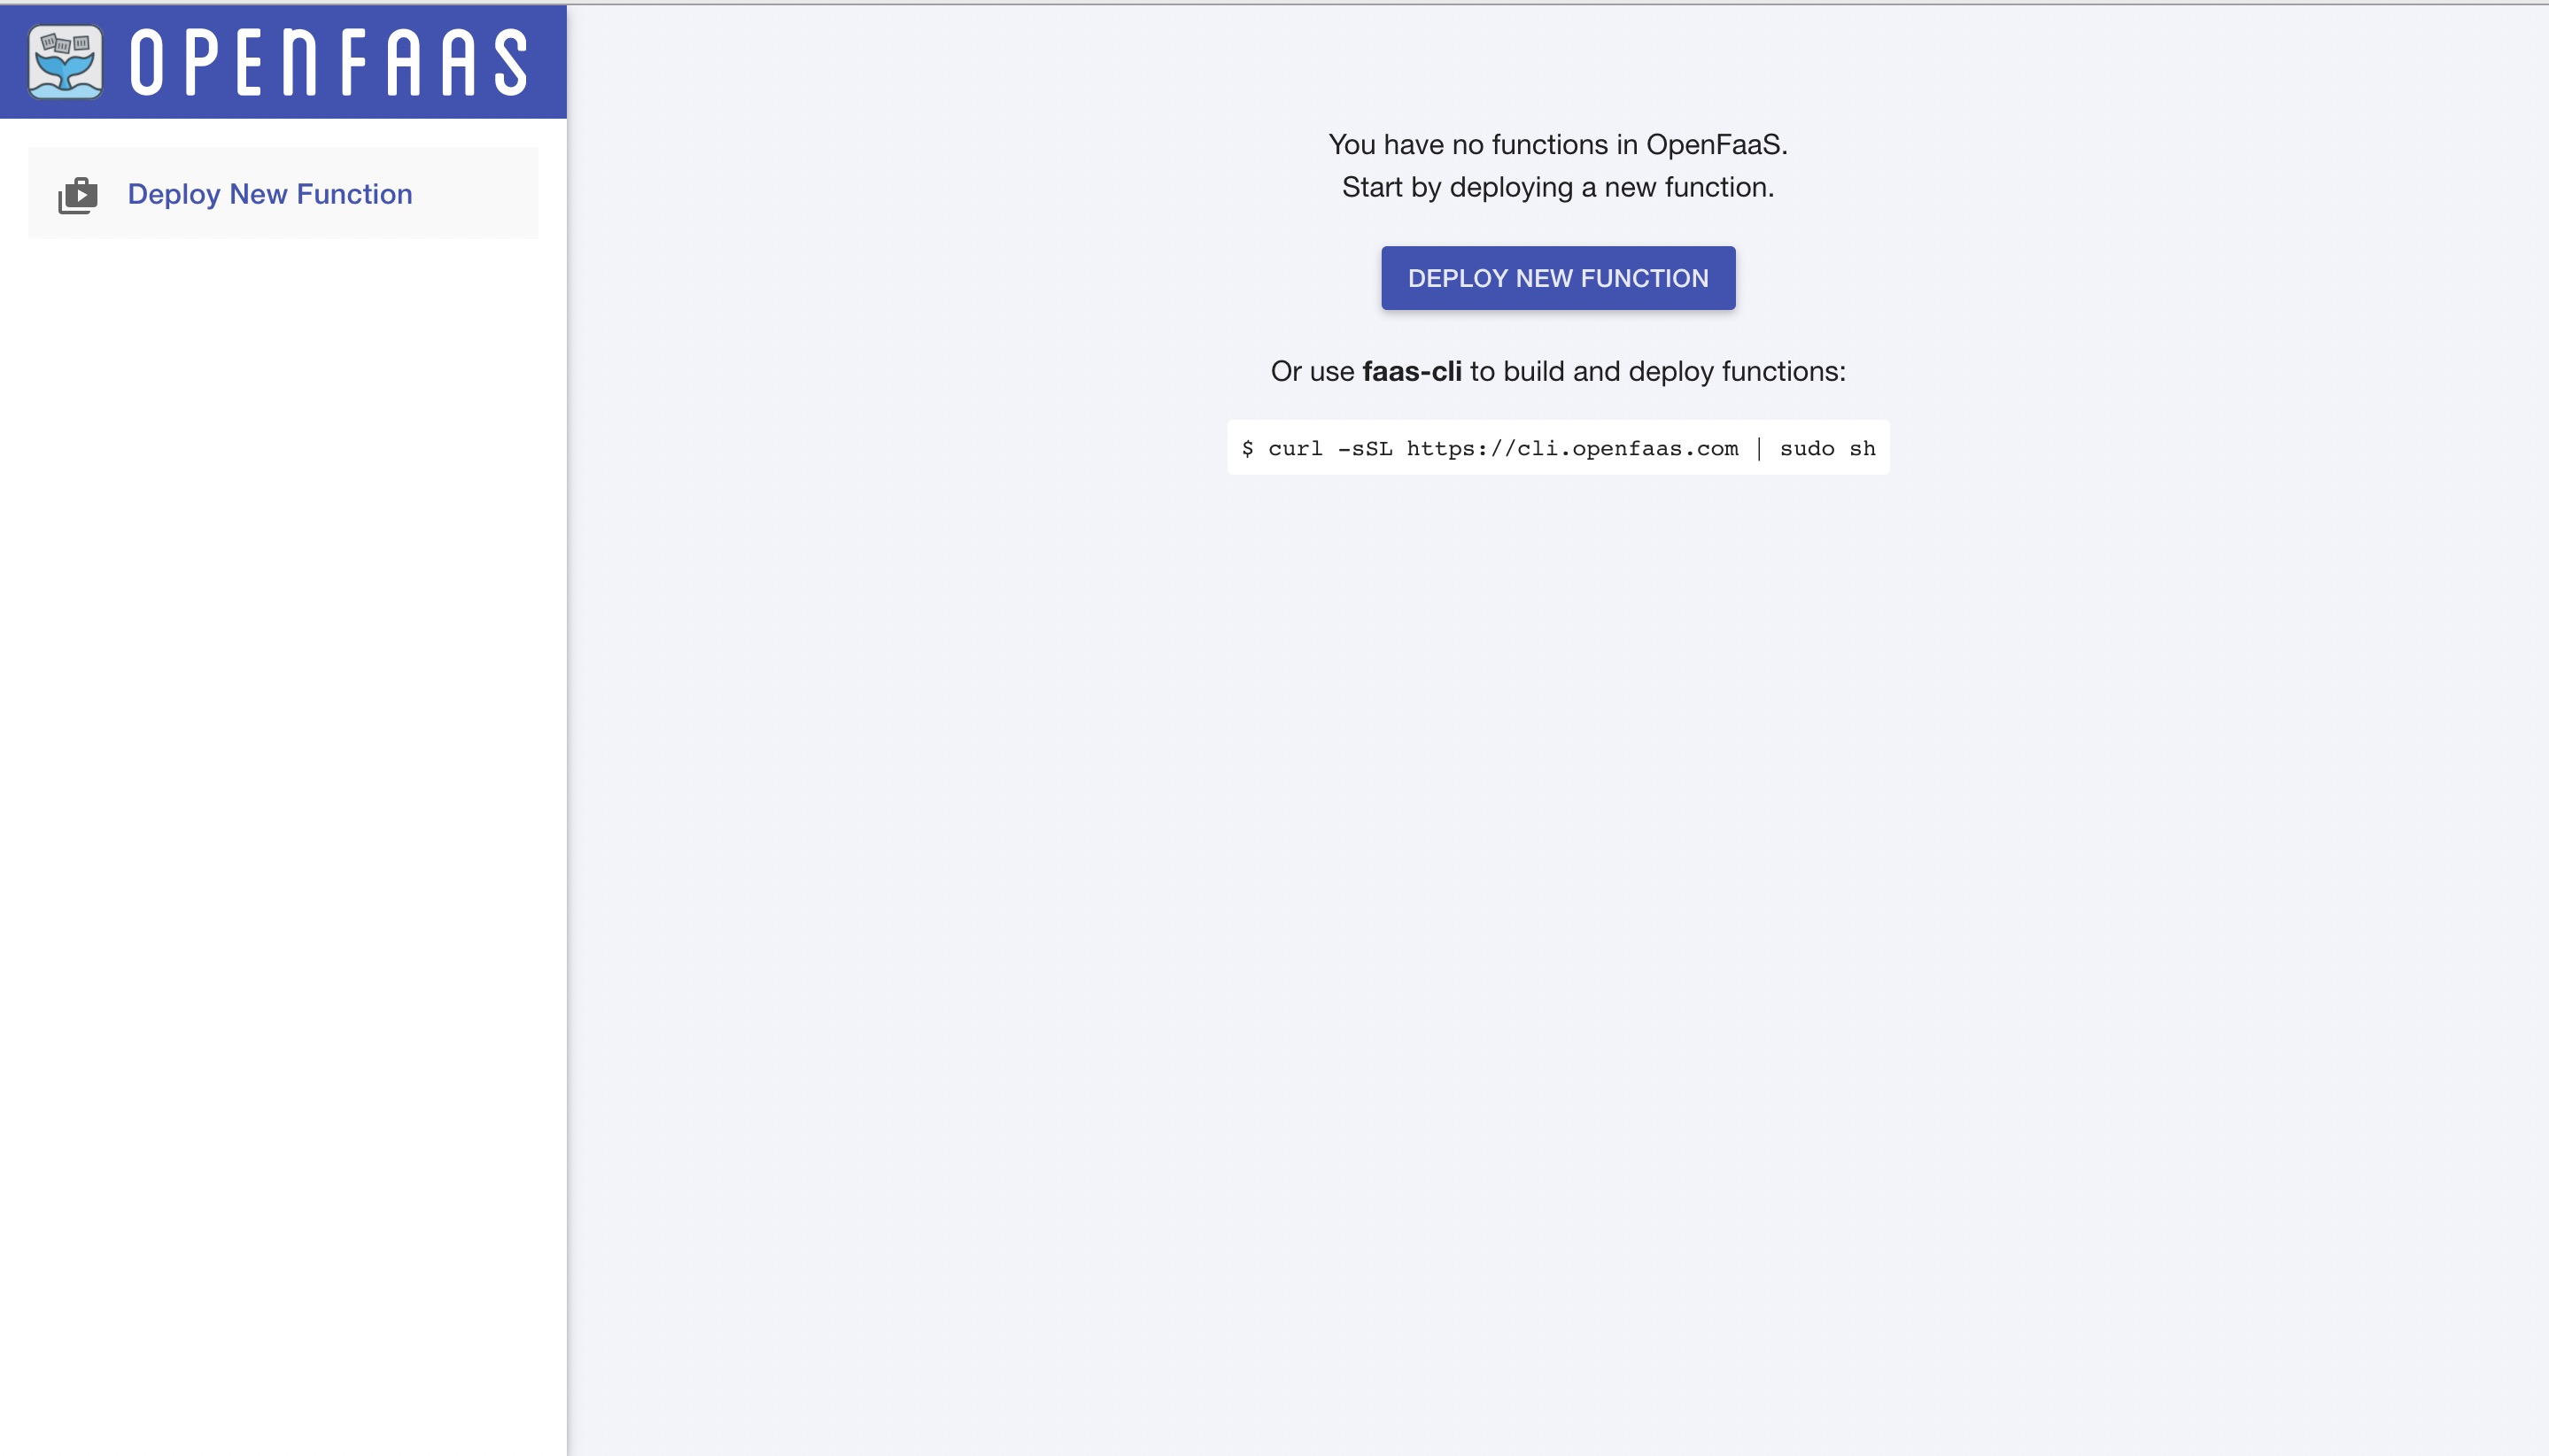 OPENFAAS
Deploy New Function
You have no functions in OpenFaaS.
Start by deploying a new function.
DEPLOY NEW FUNCTION
Or use faas-cli to build and deploy functions:
$ curl -sSL https://cli.openfaas.com | sudo sh